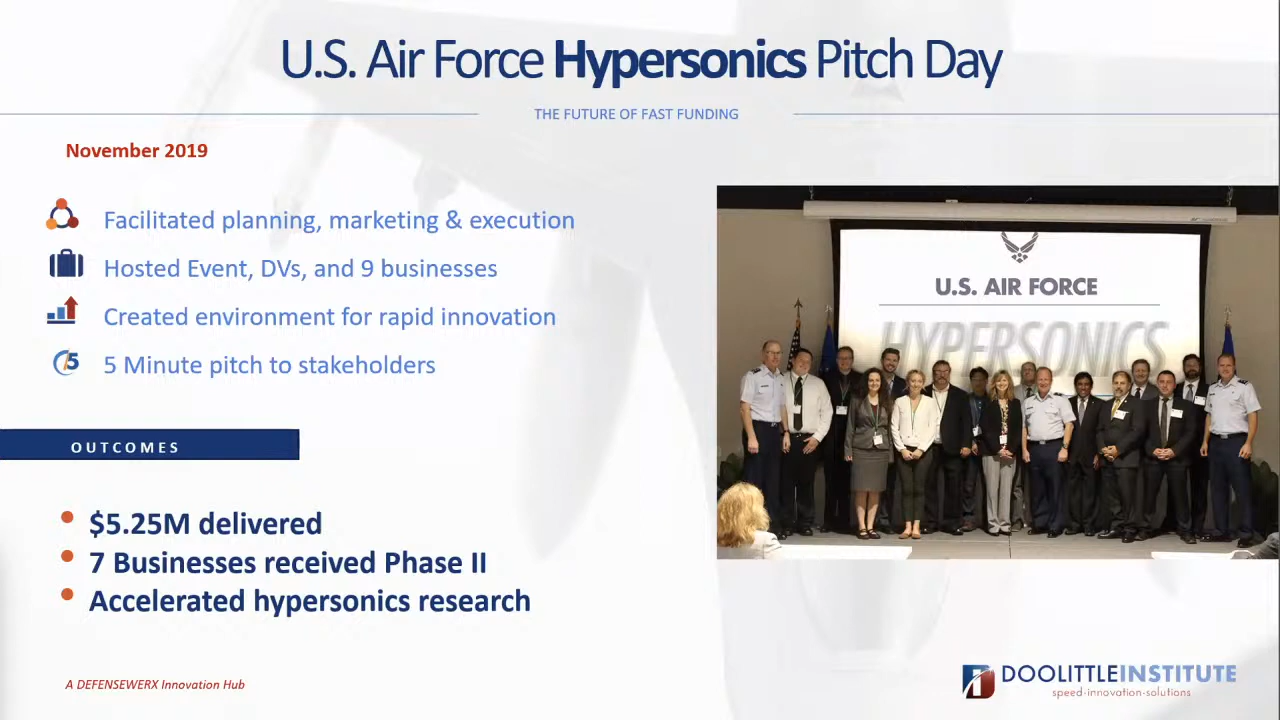 U.S. Air Force Hypersonics Pitch Day
THE FUTURE OF FAST FUNDING
November 2019
Facilitated planning, marketing & execution
Hosted Event, DVs, and 9 businesses
Created environment for rapid innovation
5
5 Minute pitch to stakeholders
OUTCOMES
• $5.25M delivered
• 7 Businesses received Phase II
• Accelerated hypersonics research
U.S. AIR FORCE
HYPERSONICS
A DEFENSEWERX Innovation Hub
DOOLITTLEINSTITUTE
speed-innovation-solutions